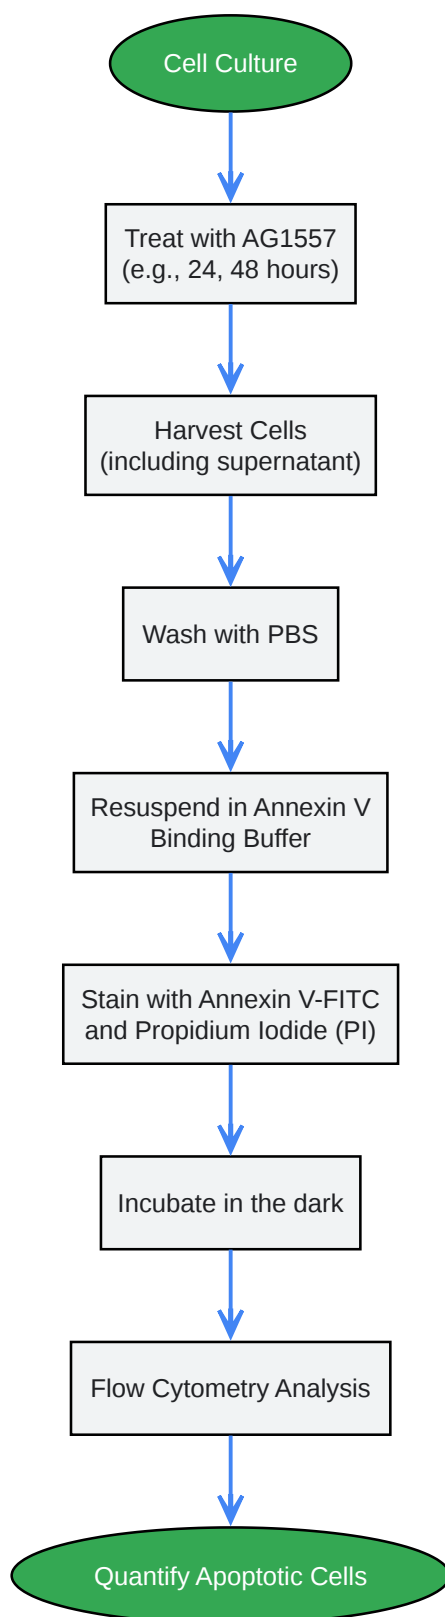 Cell Culture
Treat with AG1557
(e.g., 24, 48 hours)
Harvest Cells
(including supernatant)
Wash with PBS
Resuspend in Annexin V
Binding Buffer
Stain with Annexin V-FITC
and Propidium Iodide (PI)
Incubate in the dark
Flow Cytometry Analysis
Quantify Apoptotic Cells